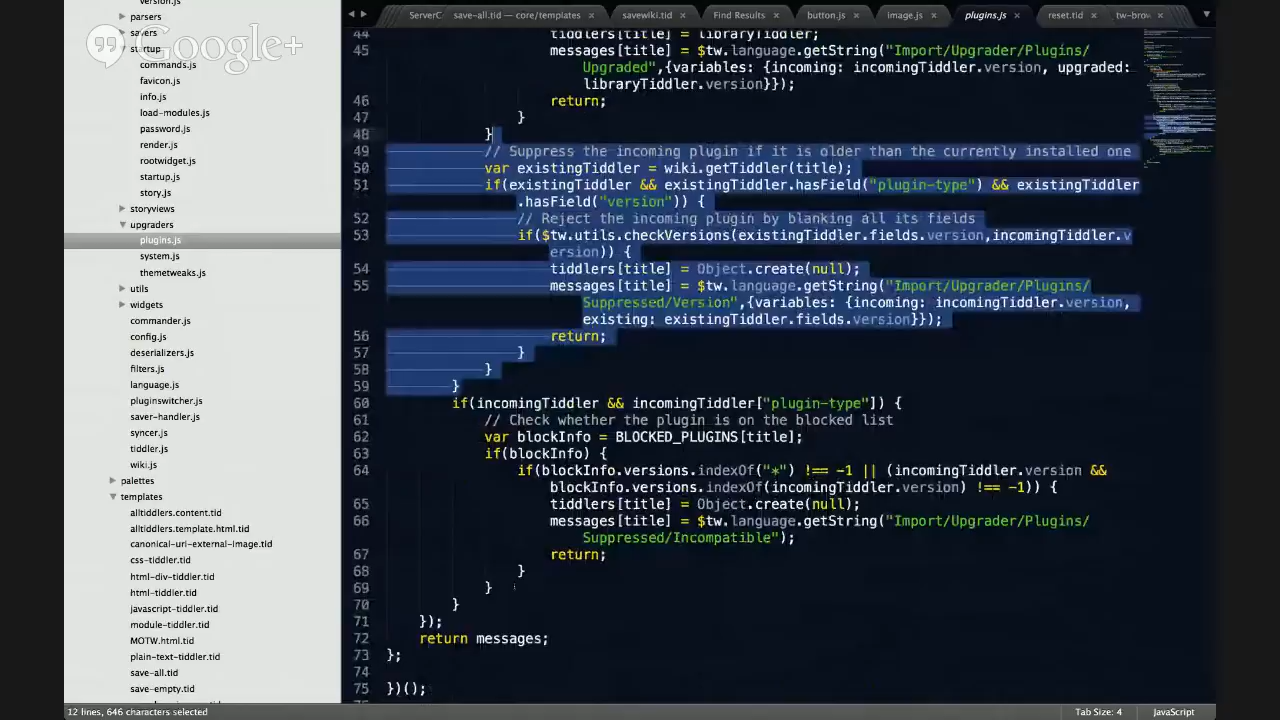 Google+
version.js
parsers
savers
startup
commands.js
favicon.js
info.js
load-modules.js
password.js
render.js
rootwidget.js
startup.js
story.js
storyviews
upgraders
plugins.js
system.js
themetweaks.js
utils
widgets
commander.js
config.js
deserializers.js
filters.js
language.js
pluginswitcher.js
saver-handler.js
syncer.js
tiddler.js
wiki.js
palettes
templates
alltiddlers.content.tid
alltiddlers.template.html.tid
canonical-uri-external-image.tid
css-tiddler.tid
html-div-tiddler.tid
html-tiddler.tid
javascript-tiddler.tid
module-tiddler.tid
MOTW.html.tid
plain-text-tiddler.tid
save-all.tid
save-empty.tid
ServerC save-all.tid — core/templates × savewiki.tid × Find Results × button.js × image.js × plugins.js × reset.tid × tw-brow ×
44 tiddlers[title] = libraryTiddler;
45 messages[title] = $tw.language.getString("Import/Upgrader/Plugins/
Upgraded",{variables: {incoming: incomingTiddler.version, upgraded:
libraryTiddler.version}});
46 return;
47 }
48 }
49 Suppress the incoming plugin if it is older than the currently installed one
50 var existingTiddler = wiki.getTiddler(title);
51 if(existingTiddler && existingTiddler.hasField("plugin-type") && existingTiddler
.hasField("version")) {
52 // Reject the incoming plugin by blanking all its fields
53 if($tw.utils.checkVersions(existingTiddler.fields.version,incomingTiddler.v
ersion)) {
54 tiddlers[title] = Object.create(null);
55 messages[title] = $tw.language.getString("Import/Upgrader/Plugins/
Suppressed/Version",{variables: {incoming: incomingTiddler.version,
existing: existingTiddler.fields.version}});
56 return;
57 }
58 }
59 }
60 if(incomingTiddler && incomingTiddler["plugin-type"]) {
61 // Check whether the plugin is on the blocked list
62 var blockInfo = BLOCKED_PLUGINS[title];
63 if(blockInfo) {
64 if(blockInfo.versions.indexOf("*") !== -1 || (incomingTiddler.version &&
blockInfo.versions.indexOf(incomingTiddler.version) !== -1)) {
65 tiddlers[title] = Object.create(null);
66 messages[title] = $tw.language.getString("Import/Upgrader/Plugins/
Suppressed/Incompatible");
67 return;
68 }
69 }
70 }
71 });
72 return messages;
73 };
74
75 })();
12 lines, 646 characters selected
Tab Size: 4 JavaScript